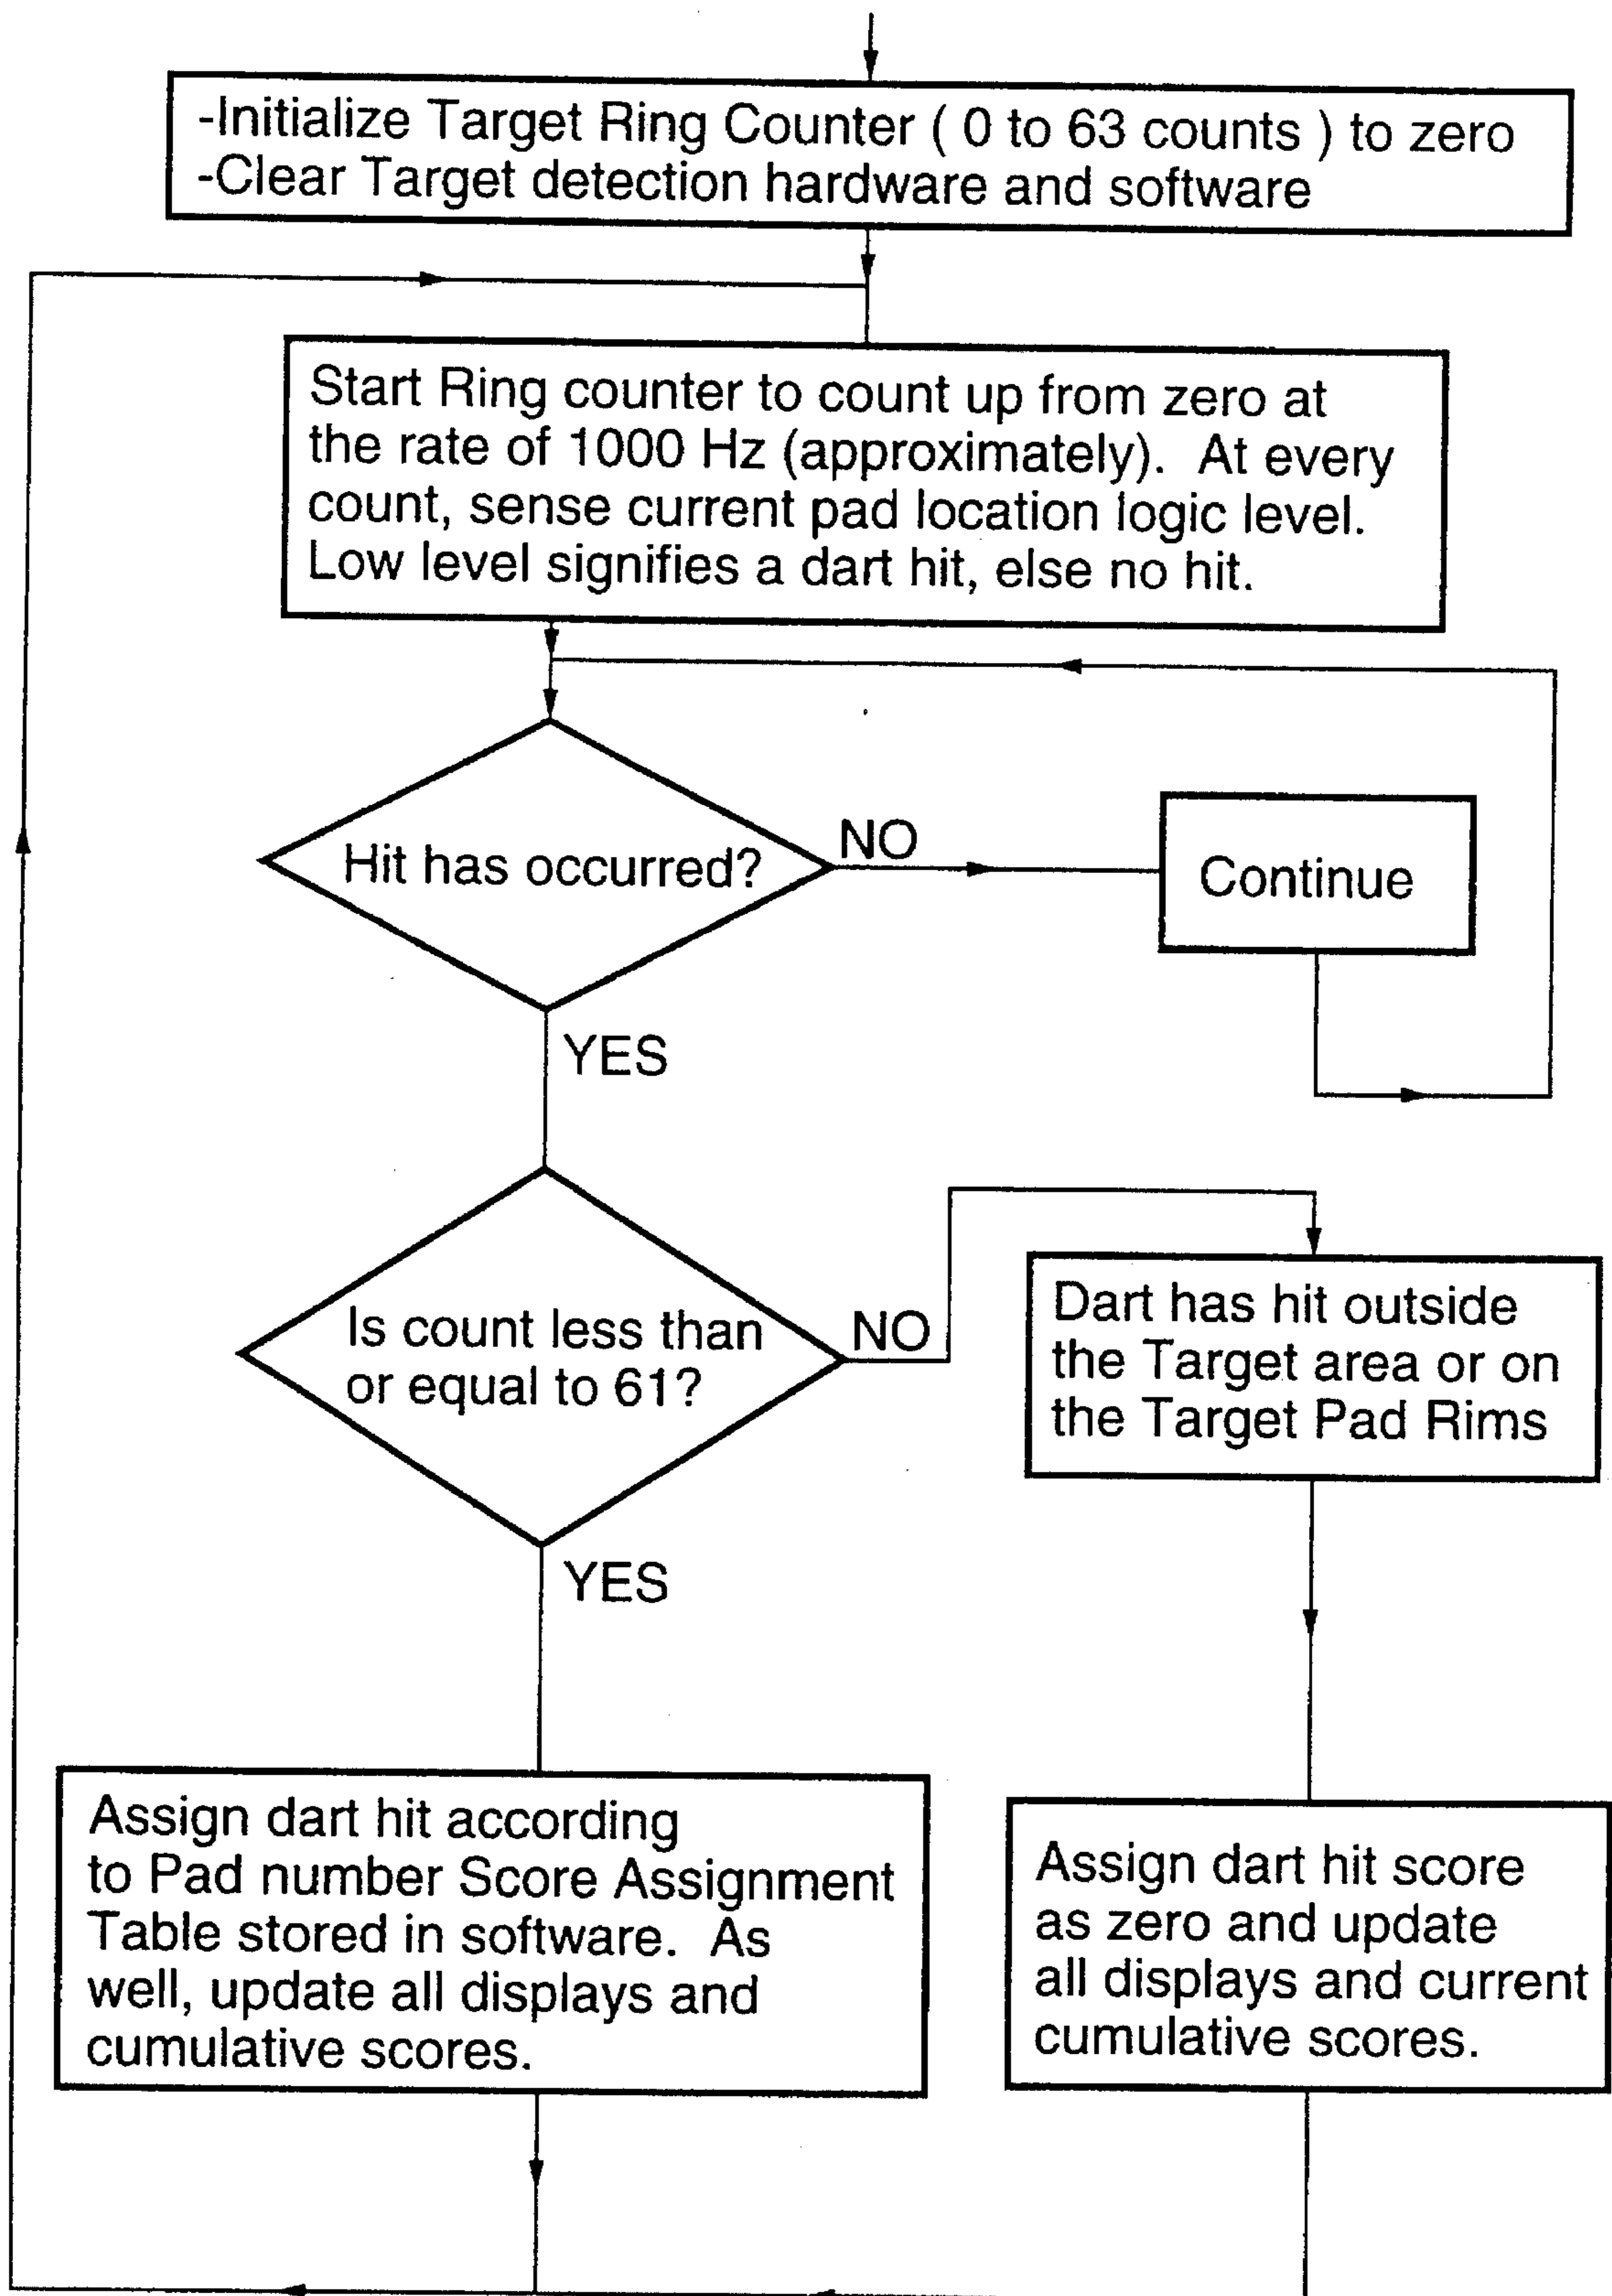 -Initialize Target Ring Counter ( 0 to 63 counts ) to zero
-Clear Target detection hardware and software
Start Ring counter to count up from zero at
the rate of 1000 Hz (approximately). At every
count, sense current pad location logic level.
Low level signifies a dart hit, else no hit.
Hit has occurred?
NO
Continue
YES
Is count less than
or equal to 61?
NO
Dart has hit outside
the Target area or on
the Target Pad Rims
YES
Assign dart hit according
to Pad number Score Assignment
Table stored in software. As
well, update all displays and
cumulative scores.
Assign dart hit score
as zero and update
all displays and current
cumulative scores.